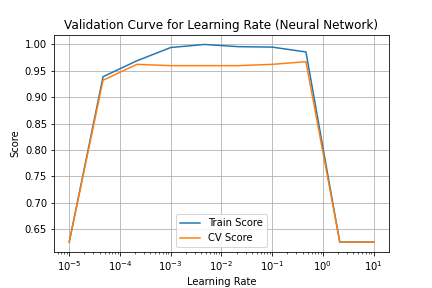 Validation Curve for Learning Rate (Neural Network)
1.00
0.95
0.90
0.85
0.80
0.75
0.70
0.65
Score
Train Score
CV Score
10⁻⁵ 10⁻⁴ 10⁻³ 10⁻² 10⁻¹ 10⁰ 10¹
Learning Rate